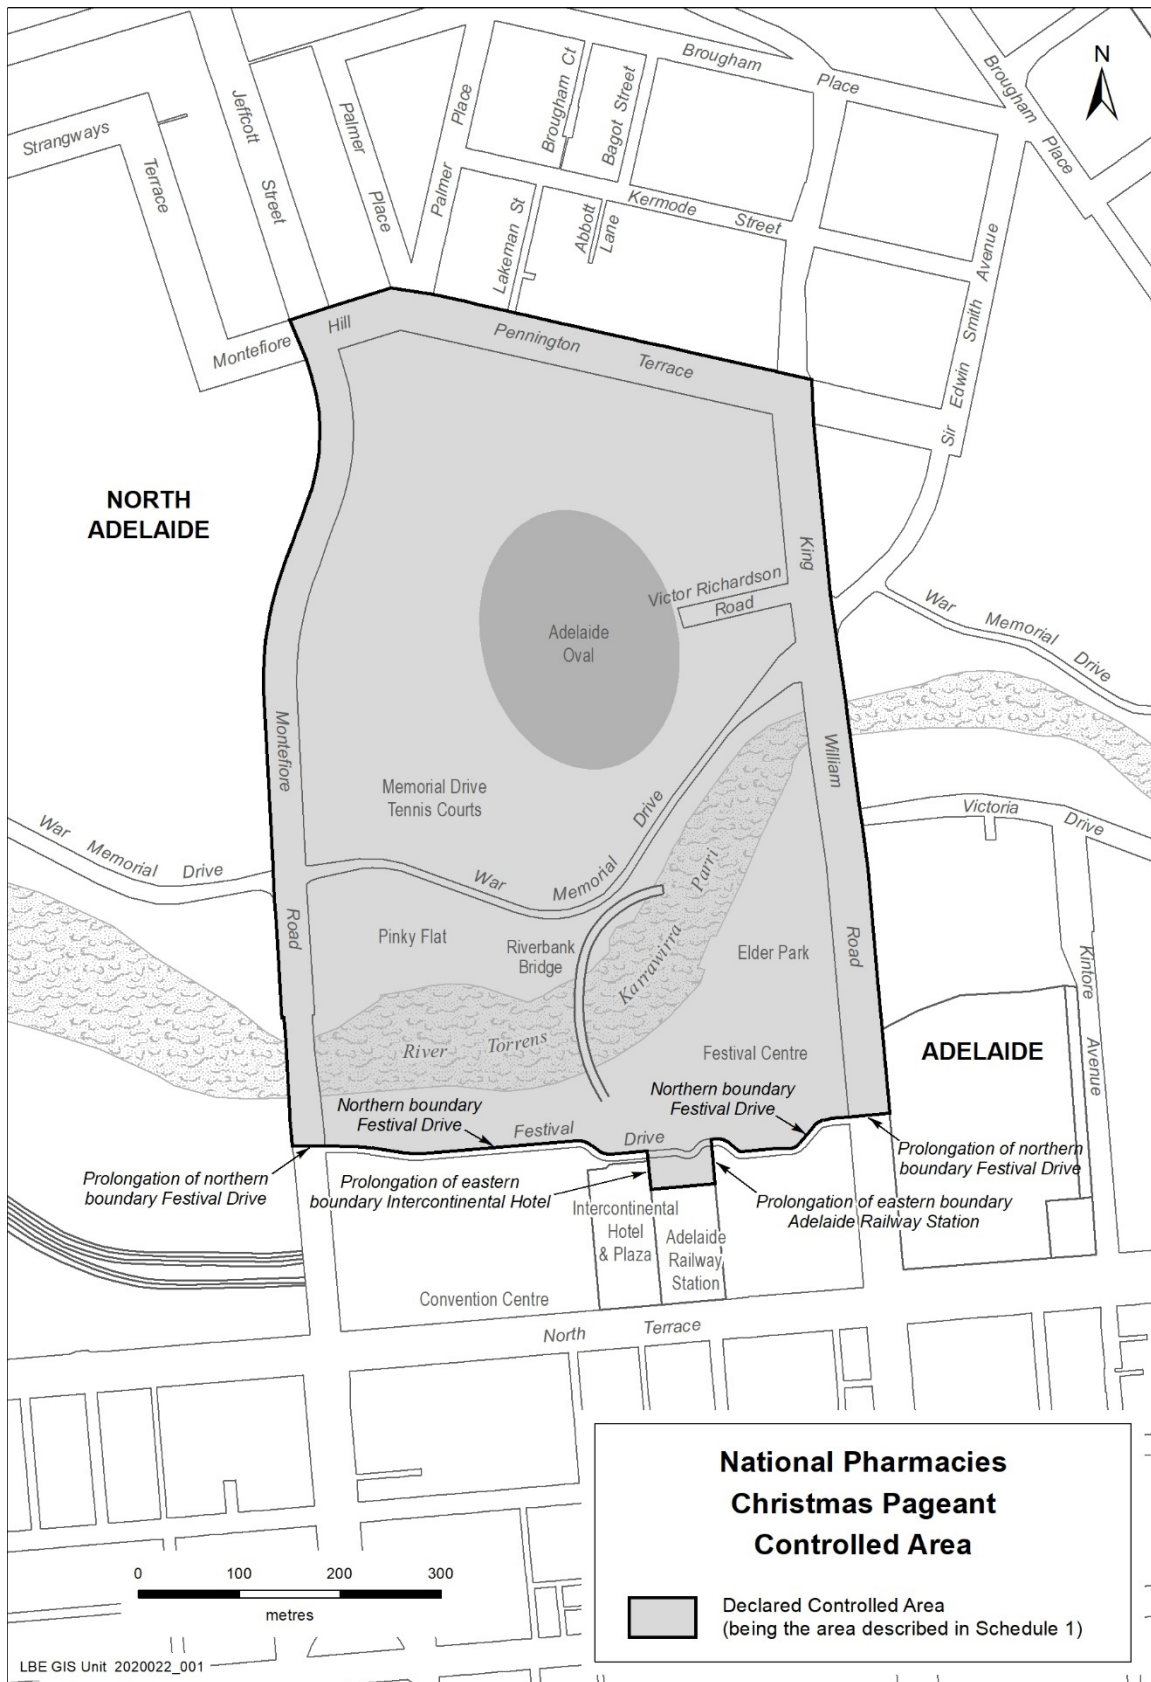 Brougham Place
N
Brougham Place
Jeffcott Street
Palmer Place
Palmer Place
Brougham Ct
Bagot Street
Strangways Terrace
Lakeman St
Abbott
Lane
Kermode Street
Sir Edwin Smith Avenue
Montefiore Hill
Pennington Terrace
NORTH
ADELAIDE
King William Road
Victor Richardson
Road
Adelaide
Oval
War Memorial Drive
Montefiore Road
Memorial Drive
Tennis Courts
War Memorial Drive
War Memorial Drive
Victoria Drive
Pinky Flat
Riverbank
Bridge
Karrawirra Parri
Elder Park
Kintore Avenue
River Torrens
Festival Centre
ADELAIDE
Northern boundary
Festival Drive
Northern boundary
Festival Drive
Festival Drive
Prolongation of northern
boundary Festival Drive
Prolongation of eastern
boundary Intercontinental Hotel
Prolongation of northern
boundary Festival Drive
Prolongation of eastern boundary
Adelaide Railway Station
Intercontinental
Hotel
& Plaza
Adelaide
Railway
Station
Convention Centre
North Terrace
National Pharmacies
Christmas Pageant
Controlled Area
Declared Controlled Area
(being the area described in Schedule 1)
0 100 200 300
metres
LBE GIS Unit 2020022_001